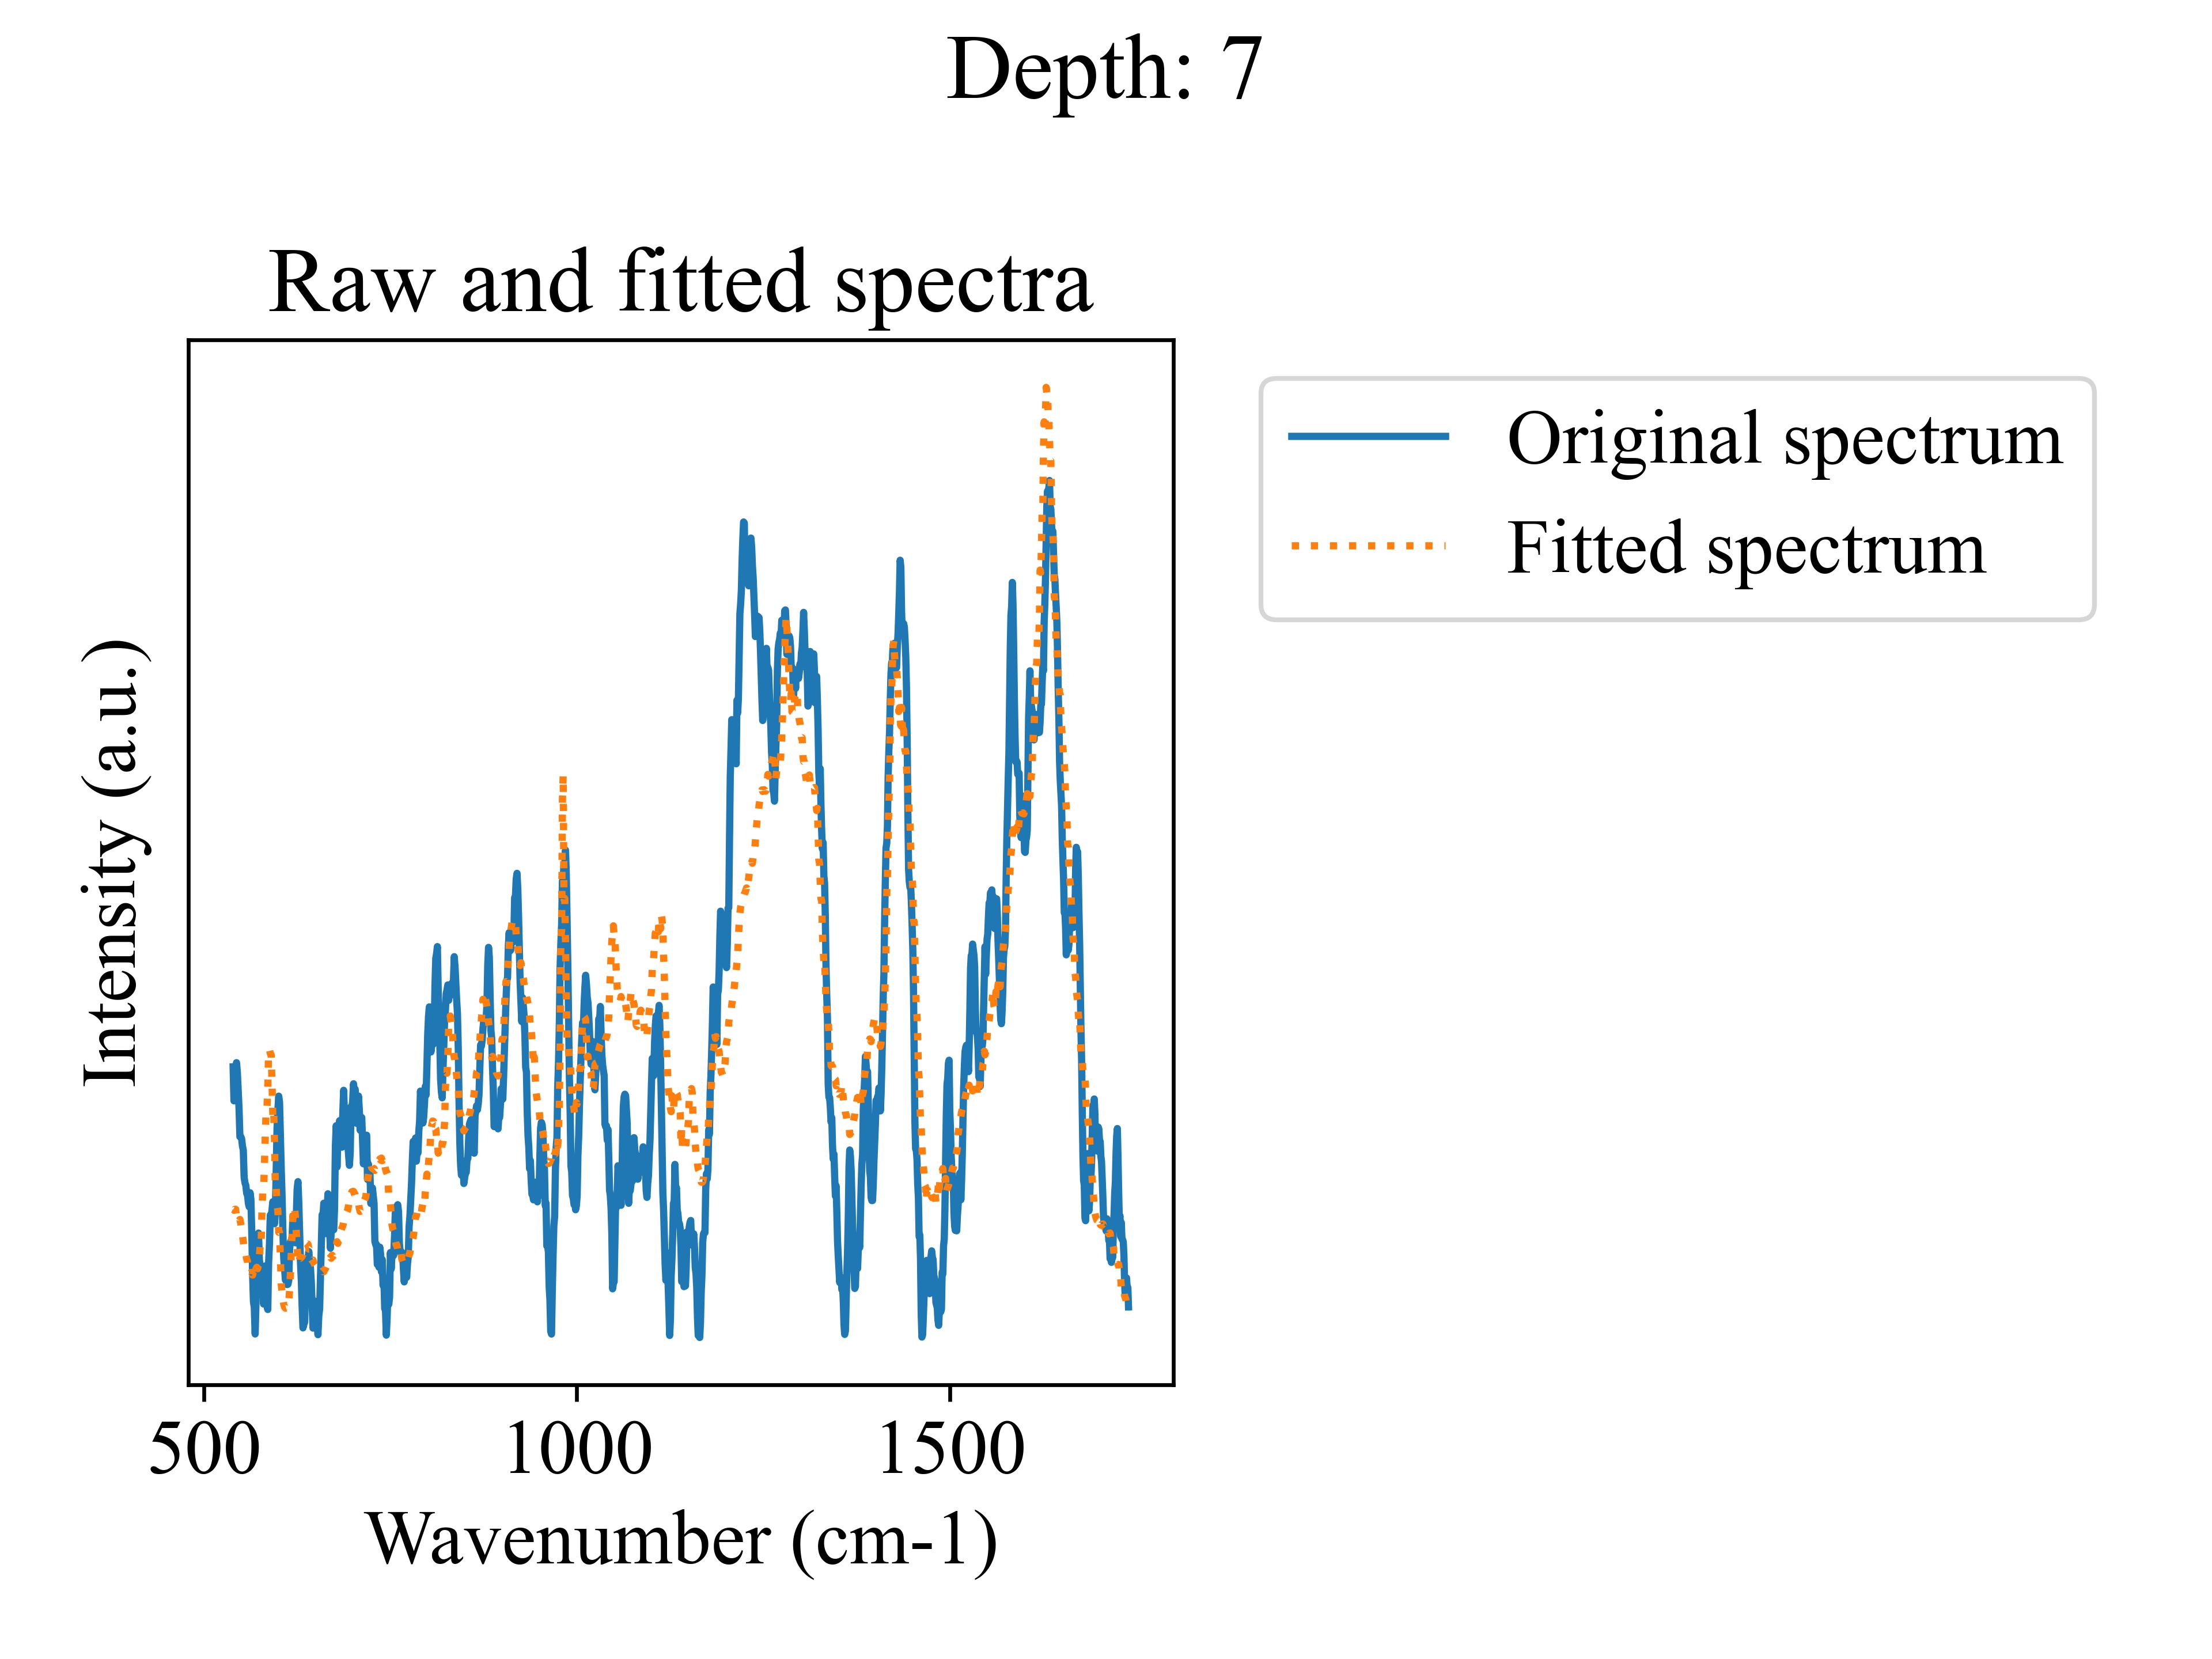 Depth: 7
Raw and fitted spectra
Original spectrum
Fitted spectrum
Intensity (a.u.)
500 1000 1500
Wavenumber (cm-1)